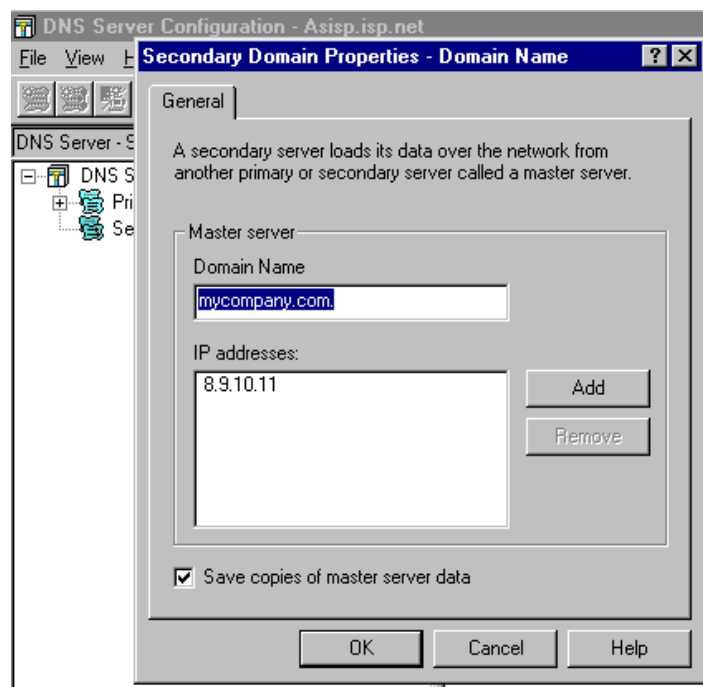 DNS Server Configuration - Asisp.isp.net
File View H
Secondary Domain Properties - Domain Name
General
DNS Server - S
A secondary server loads its data over the network from
another primary or secondary server called a master server.
DNS S
Pri
Se
Master server
Domain Name
mycompany.com.
IP addresses:
8.9.10.11
Add
Remove
Save copies of master server data
OK Cancel Help